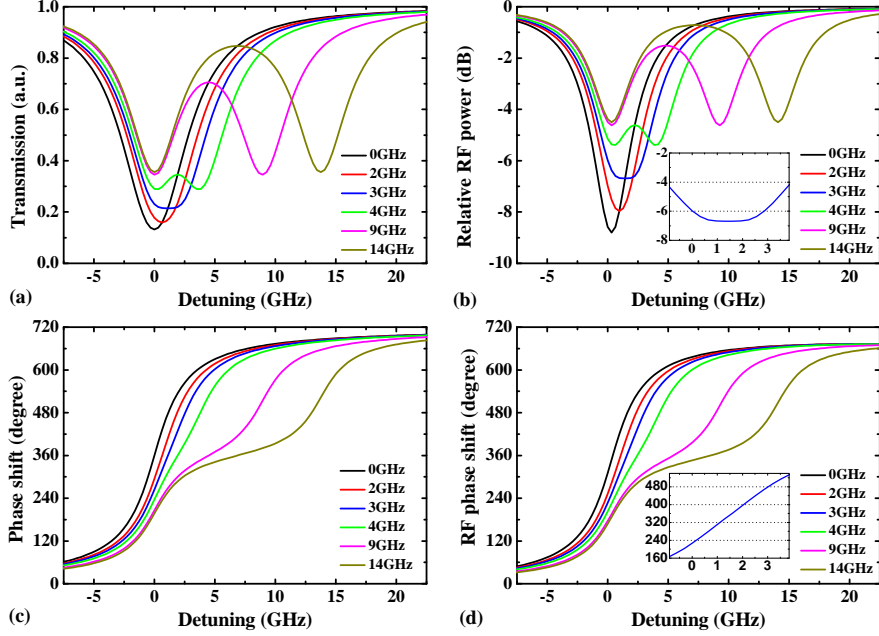 1.0
0.8
0.6
0.4
0.2
0.0
Transmission (a.u.)
-5 0 5 10 15 20
Detuning (GHz)
0GHz
2GHz
3GHz
4GHz
9GHz
14GHz
(a)
0
-2
-4
-6
-8
-10
Relative RF power (dB)
-5 0 5 10 15 20
Detuning (GHz)
0GHz
2GHz
3GHz
4GHz
9GHz
14GHz
-2
-4
-6
-8
0 1 2 3
(b)
720
600
480
360
240
120
0
Phase shift (degree)
-5 0 5 10 15 20
Detuning (GHz)
0GHz
2GHz
3GHz
4GHz
9GHz
14GHz
(c)
720
600
480
360
240
120
0
RF phase shift (degree)
-5 0 5 10 15 20
Detuning (GHz)
0GHz
2GHz
3GHz
4GHz
9GHz
14GHz
480
400
320
240
160
0 1 2 3
(d)